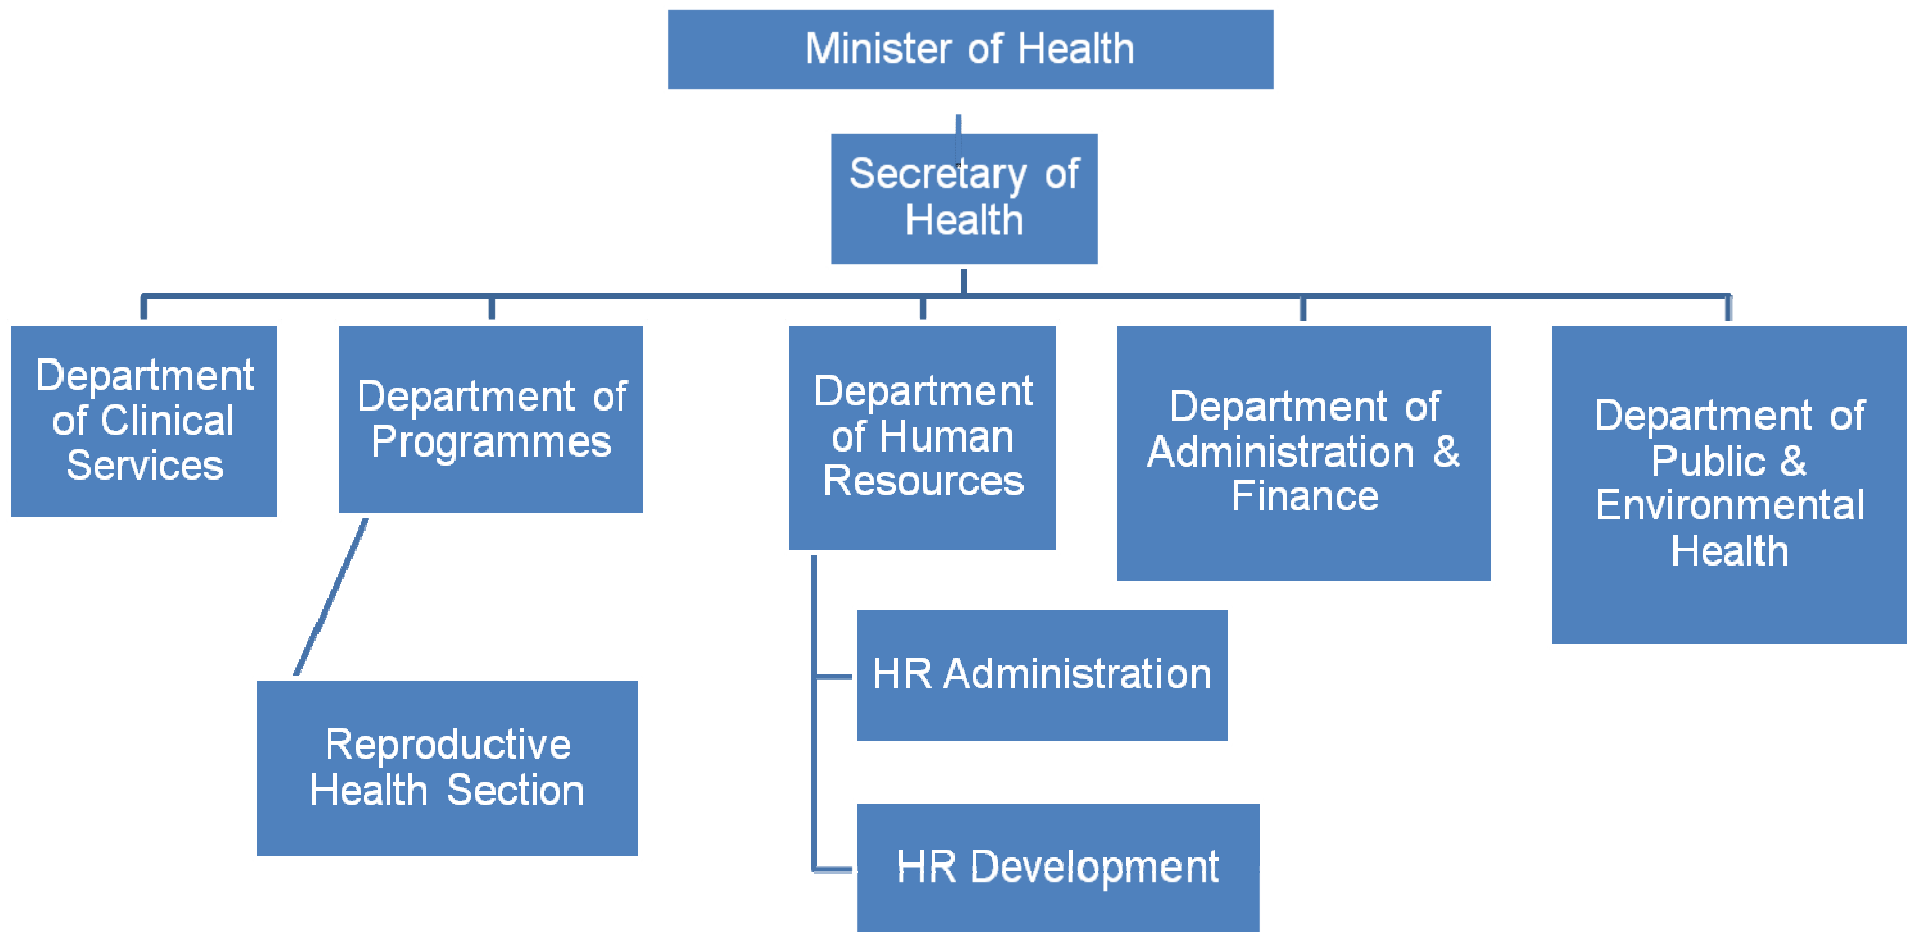 Minister of Health
Secretary of
Health
Department
of Clinical
Services
Department of
Programmes
Department
of Human
Resources
Department of
Administration &
Finance
Department of
Public &
Environmental
Health
HR Administration
Reproductive
Health Section
HR Development